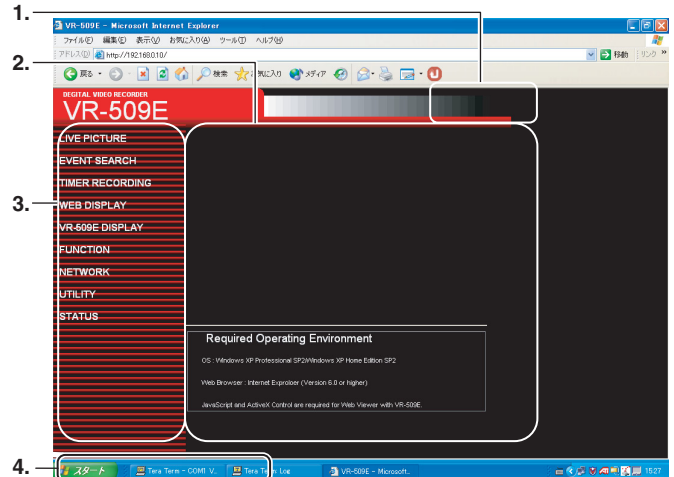 1.
VR-509E - Microsoft Internet Explorer
ファイル(F) 編集(E) 表示(V) お気に入り(A) ツール(T) ヘルプ(H)
アドレス(D) http://192.168.0.10/ 移動 リンク »
2.
戻る 検索 に入り メディア
DEGITAL VIDEO RECORDER
VR-509E
LIVE PICTURE
EVENT SEARCH
TIMER RECORDING
3.
WEB DISPLAY
VR-509E DISPLAY
FUNCTION
NETWORK
UTILITY
STATUS
Required Operating Environment
OS : Windows XP Professional SP2/Windows XP Home Edition SP2
Web Browser : Internet Exproloer (Version 6.0 or higher)
JavaScript and ActiveX Control are required for Web Viewer with VR-509E.
4.
スタート Tera Term - COM1 V... Tera Term: Log VR-509E - Microsoft... 15:27